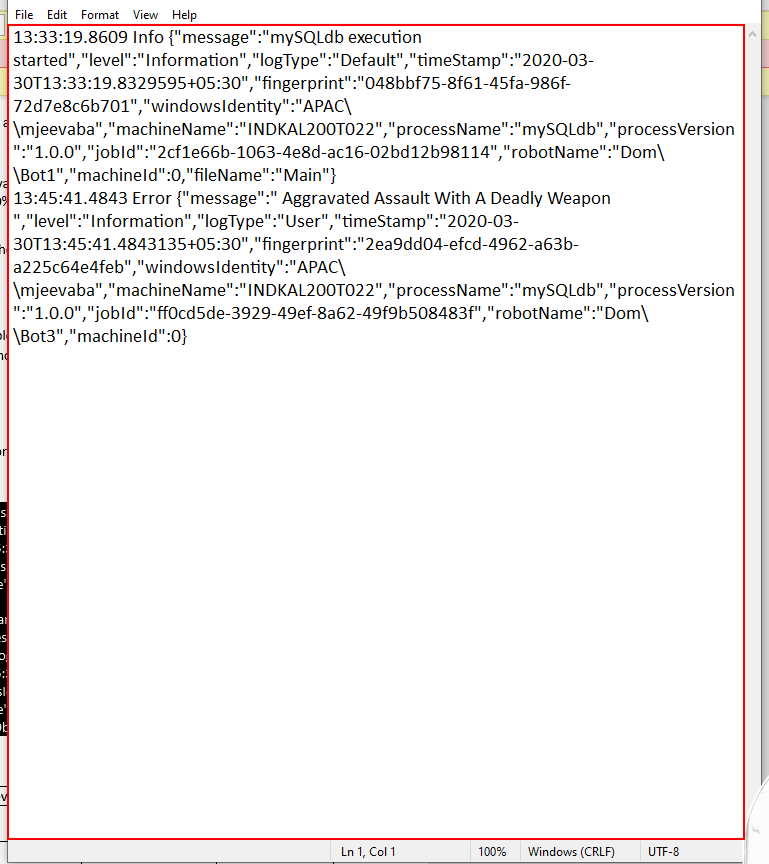 File Edit Format View Help
13:33:19.8609 Info {"message":"mySQLdb execution
started","level":"Information","logType":"Default","timeStamp":"2020-03-
30T13:33:19.8329595+05:30","fingerprint":"048bbf75-8f61-45fa-986f-
72d7e8c6b701","windowsIdentity":"APAC\
\mjeevaba","machineName":"INDKAL200T022","processName":"mySQLdb","processVersion
":"1.0.0","jobId":"2cf1e66b-1063-4e8d-ac16-02bd12b98114","robotName":"Dom\
\Bot1","machineId":0,"fileName":"Main"}
13:45:41.4843 Error {"message":" Aggravated Assault With A Deadly Weapon
","level":"Information","logType":"User","timeStamp":"2020-03-
30T13:45:41.4843135+05:30","fingerprint":"2ea9dd04-efcd-4962-a63b-
a225c64e4feb","windowsIdentity":"APAC\
\mjeevaba","machineName":"INDKAL200T022","processName":"mySQLdb","processVersion
":"1.0.0","jobId":"ff0cd5de-3929-49ef-8a62-49f9b508483f","robotName":"Dom\
\Bot3","machineId":0}
Ln 1, Col 1 100% Windows (CRLF) UTF-8